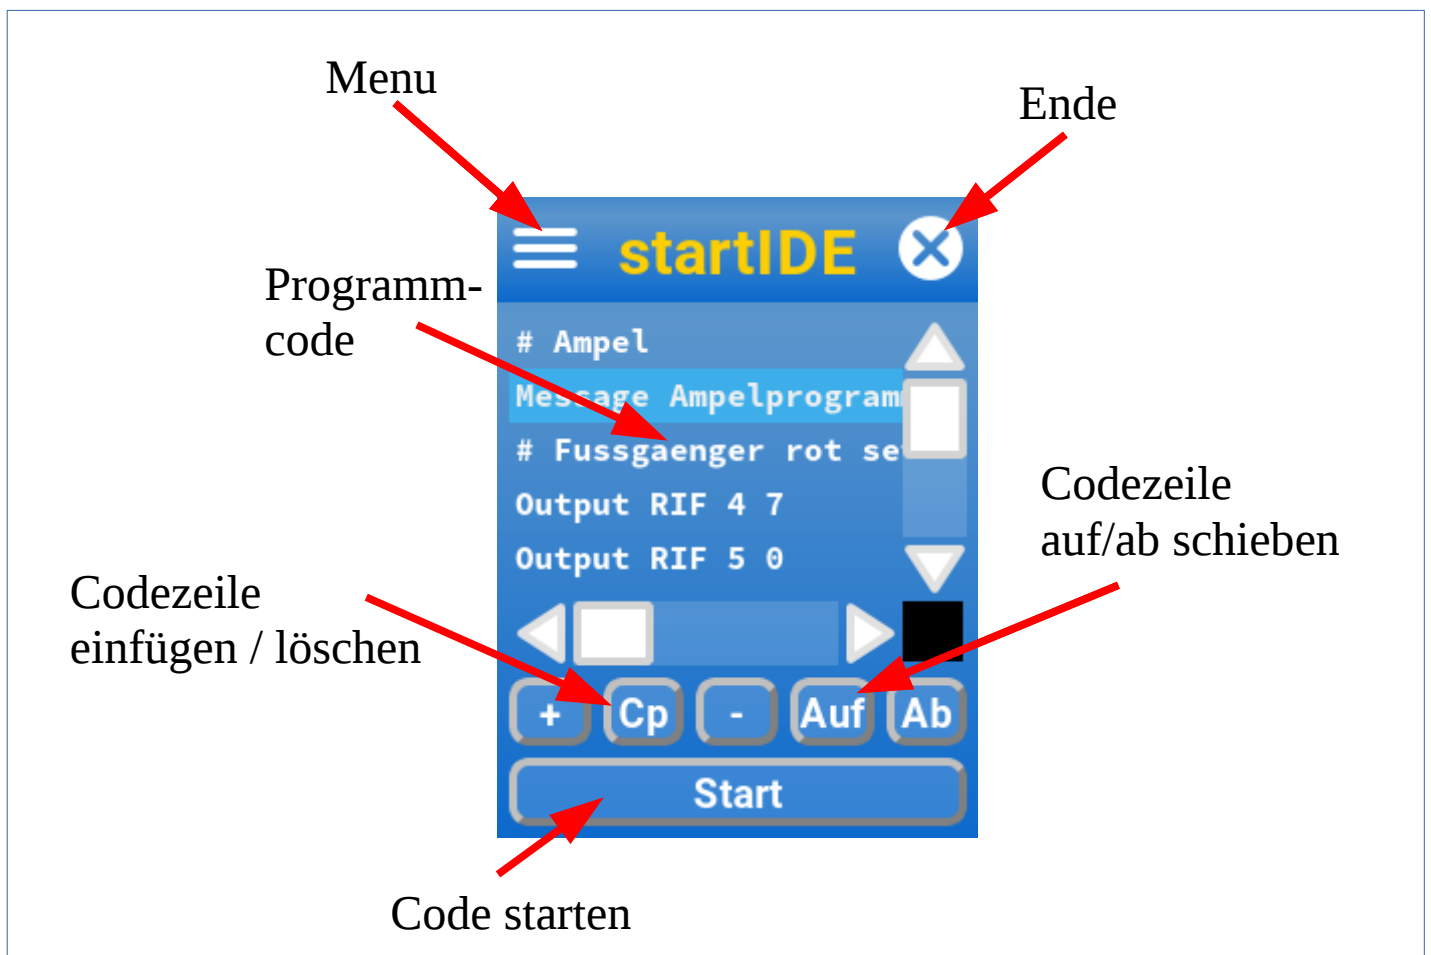 Menu
Ende
startIDE
Programm-
code
# Ampel
Message Ampelprogram
# Fussgaenger rot se
Output RIF 4 7
Output RIF 5 0
Codezeile
auf/ab schieben
Codezeile
einfügen / löschen
+ Cp - Auf Ab
Start
Code starten